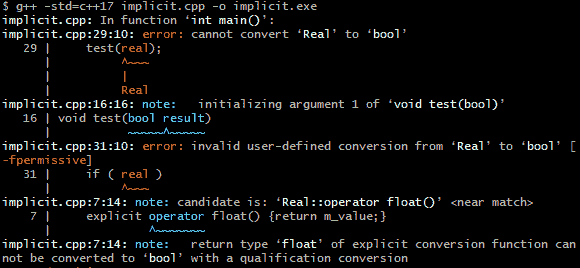 $ g++ -std=c++17 implicit.cpp -o implicit.exe
implicit.cpp: In function ‘int main()’:
implicit.cpp:29:10: error: cannot convert ‘Real’ to ‘bool’
   29 |     test(real);
      |          ^~~~
      |          |
      |          Real
implicit.cpp:16:16: note:   initializing argument 1 of ‘void test(bool)’
   16 | void test(bool result)
      |           ~~~~~^~~~~~
implicit.cpp:31:10: error: invalid user-defined conversion from ‘Real’ to ‘bool’ [
-fpermissive]
   31 |     if ( real )
      |          ^~~~
implicit.cpp:7:14: note: candidate is: ‘Real::operator float()’ <near match>
    7 |     explicit operator float() {return m_value;}
      |              ^~~~~~~~
implicit.cpp:7:14: note:   return type ‘float’ of explicit conversion function can
not be converted to ‘bool’ with a qualification conversion